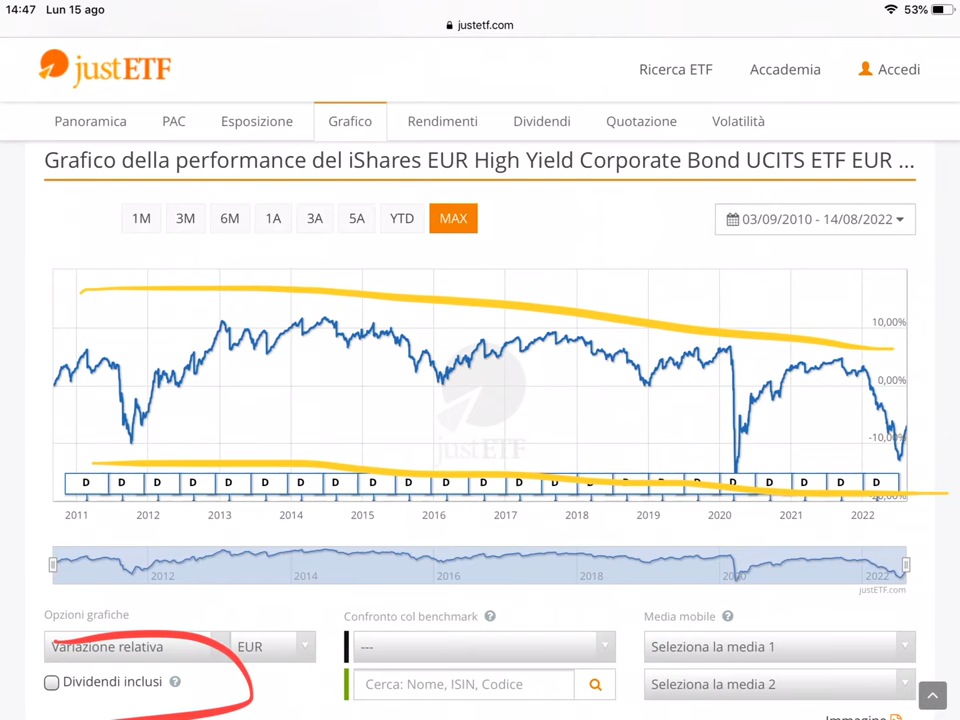 14:47 Lun 15 ago 53%
justetf.com
justETF Ricerca ETF Accademia Accedi
Panoramica PAC Esposizione Grafico Rendimenti Dividendi Quotazione Volatilità
Grafico della performance del iShares EUR High Yield Corporate Bond UCITS ETF EUR ...
1M 3M 6M 1A 3A 5A YTD MAX 03/09/2010 - 14/08/2022
10,00%
0,00%
-10,00%
justETF
D D D D D D D D D D D D D D D D D D D D D D D
-20,00%
2011 2012 2013 2014 2015 2016 2017 2018 2019 2020 2021 2022
2012 2014 2016 2018 2020 2022
justETF.com
Opzioni grafiche Confronto col benchmark ? Media mobile ?
Variazione relativa EUR --- Seleziona la media 1
Dividendi inclusi ? Cerca: Nome, ISIN, Codice Seleziona la media 2
Immagine